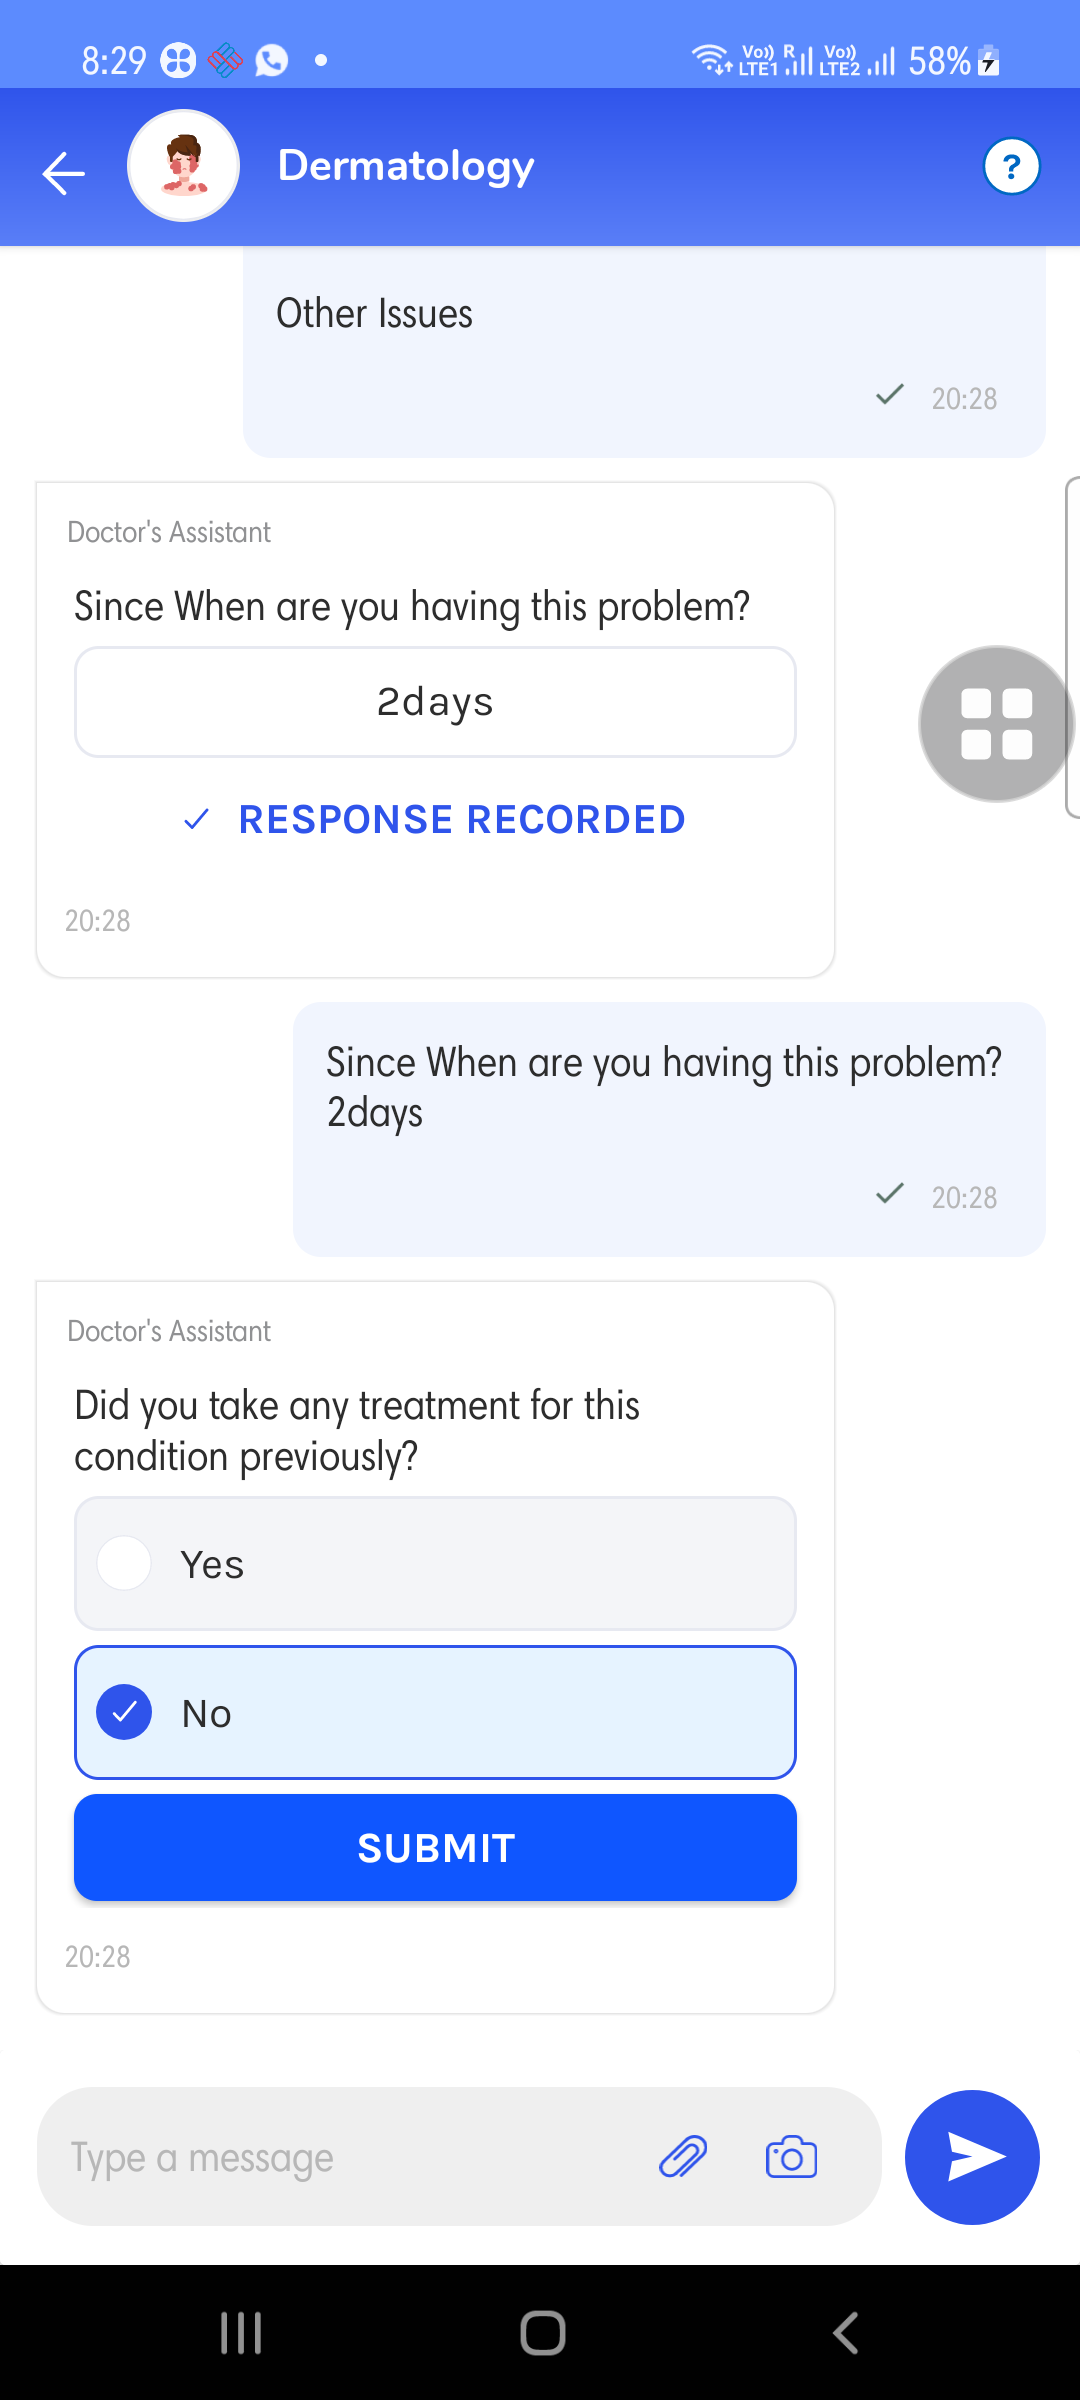 8:29
Vo)) R Vo))
LTE1 LTE2 58%
Dermatology
?
Other Issues
20:28
Doctor's Assistant
Since When are you having this problem?
2days
RESPONSE RECORDED
20:28
Since When are you having this problem?
2days
20:28
Doctor's Assistant
Did you take any treatment for this
condition previously?
Yes
No
SUBMIT
20:28
Type a message